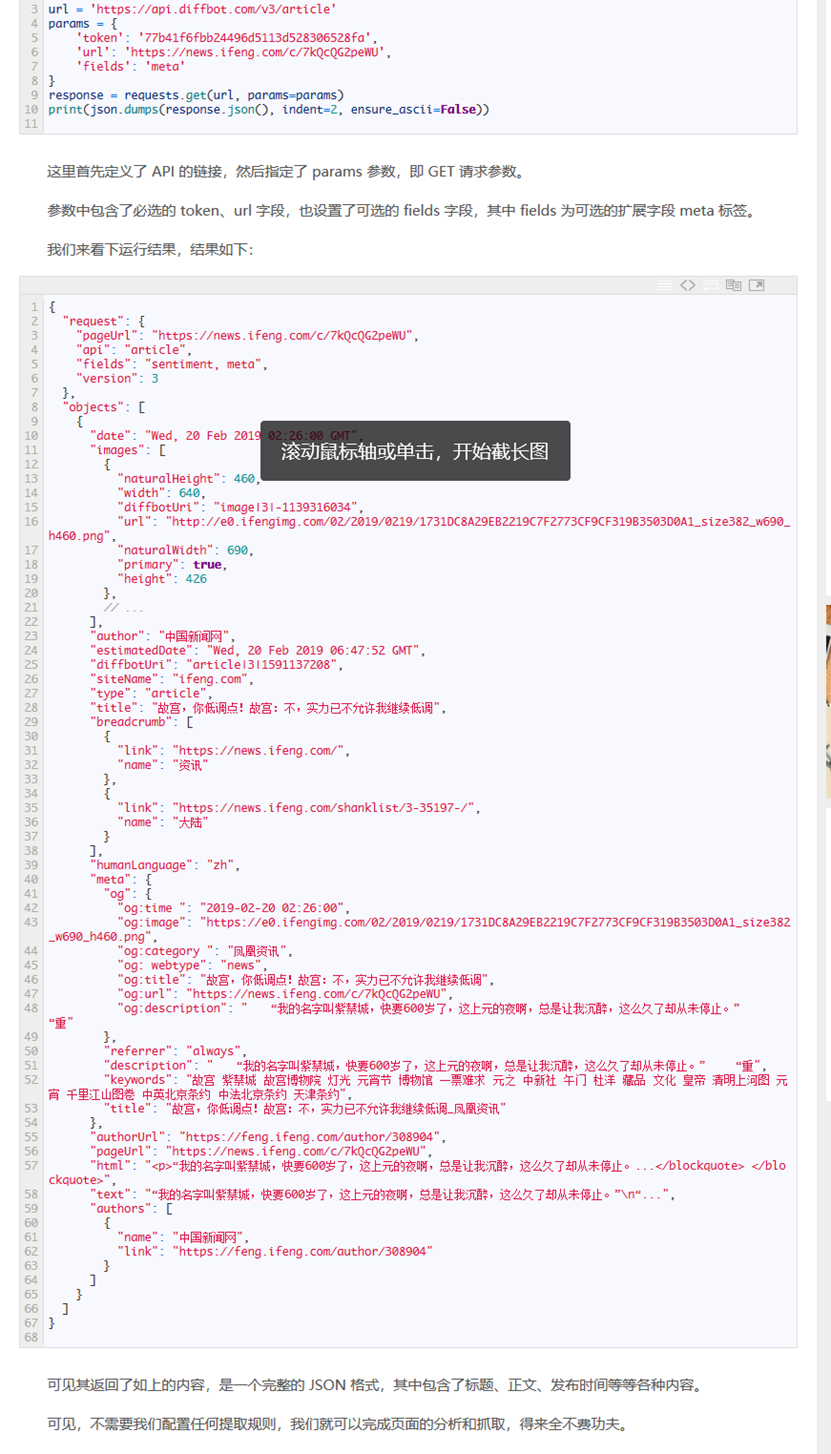 3 url = 'https://api.diffbot.com/v3/article'
4 params = {
5     'token': '77b41f6fbb24496d5113d528306528fa',
6     'url': 'https://news.ifeng.com/c/7kQcQG2peWU',
7     'fields': 'meta'
8 }
9 response = requests.get(url, params=params)
10 print(json.dumps(response.json(), indent=2, ensure_ascii=False))
11
这里首先定义了 API 的链接，然后指定了 params 参数，即 GET 请求参数。
参数中包含了必选的 token、url 字段，也设置了可选的 fields 字段，其中 fields 为可选的扩展字段 meta 标签。
我们来看下运行结果，结果如下：
1 {
2   "request": {
3     "pageUrl": "https://news.ifeng.com/c/7kQcQG2peWU",
4     "api": "article",
5     "fields": "sentiment, meta",
6     "version": 3
7   },
8   "objects": [
9     {
10       "date": "Wed, 20 Feb 2019 02:26:00 GMT",
11       "images": [
滚动鼠标轴或单击，开始截长图
12         {
13           "naturalHeight": 460,
14           "width": 640,
15           "diffbotUri": "image|3|-1139316034",
16           "url": "http://e0.ifengimg.com/02/2019/0219/1731DC8A29EB2219C7F2773CF9CF319B3503D0A1_size382_w690_
h460.png",
17           "naturalWidth": 690,
18           "primary": true,
19           "height": 426
20         },
21         // ...
22       ],
23       "author": "中国新闻网",
24       "estimatedDate": "Wed, 20 Feb 2019 06:47:52 GMT",
25       "diffbotUri": "article|3|1591137208",
26       "siteName": "ifeng.com",
27       "type": "article",
28       "title": "故宫，你低调点！故宫：不，实力已不允许我继续低调",
29       "breadcrumb": [
30         {
31           "link": "https://news.ifeng.com/",
32           "name": "资讯"
33         },
34         {
35           "link": "https://news.ifeng.com/shanklist/3-35197-/",
36           "name": "大陆"
37         }
38       ],
39       "humanLanguage": "zh",
40       "meta": {
41         "og": {
42           "og:time ": "2019-02-20 02:26:00",
43           "og:image": "https://e0.ifengimg.com/02/2019/0219/1731DC8A29EB2219C7F2773CF9CF319B3503D0A1_size382
_w690_h460.png",
44           "og:category ": "凤凰资讯",
45           "og: webtype": "news",
46           "og:title": "故宫，你低调点！故宫：不，实力已不允许我继续低调",
47           "og:url": "https://news.ifeng.com/c/7kQcQG2peWU",
48           "og:description": "　　“我的名字叫紫禁城，快要600岁了，这上元的夜啊，总是让我沉醉，这么久了却从未停止。”
“重"
49         },
50         "referrer": "always",
51         "description": "　　“我的名字叫紫禁城，快要600岁了，这上元的夜啊，总是让我沉醉，这么久了却从未停止。”　　“重",
52         "keywords": "故宫 紫禁城 故宫博物院 灯光 元宵节 博物馆 一票难求 元之 中新社 午门 杜洋 藏品 文化 皇帝 清明上河图 元
宵 千里江山图卷 中英北京条约 中法北京条约 天津条约",
53         "title": "故宫，你低调点！故宫：不，实力已不允许我继续低调_凤凰资讯"
54       },
55       "authorUrl": "https://feng.ifeng.com/author/308904",
56       "pageUrl": "https://news.ifeng.com/c/7kQcQG2peWU",
57       "html": "<p>“我的名字叫紫禁城，快要600岁了，这上元的夜啊，总是让我沉醉，这么久了却从未停止。...</blockquote> </blo
ckquote>",
58       "text": "“我的名字叫紫禁城，快要600岁了，这上元的夜啊，总是让我沉醉，这么久了却从未停止。”\n“...",
59       "authors": [
60         {
61           "name": "中国新闻网",
62           "link": "https://feng.ifeng.com/author/308904"
63         }
64       ]
65     }
66   ]
67 }
68
可见其返回了如上的内容，是一个完整的 JSON 格式，其中包含了标题、正文、发布时间等等各种内容。
可见，不需要我们配置任何提取规则，我们就可以完成页面的分析和抓取，得来全不费功夫。